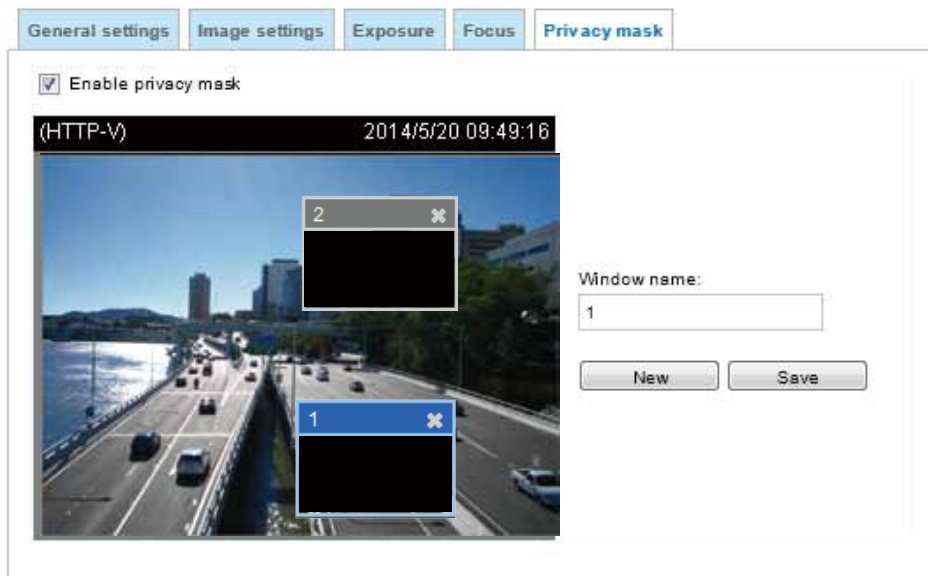 General settings Image settings Exposure Focus Privacy mask
Enable privacy mask
(HTTP-V) 2014/5/20 09:49:16
2
Window name:
1
New Save
1